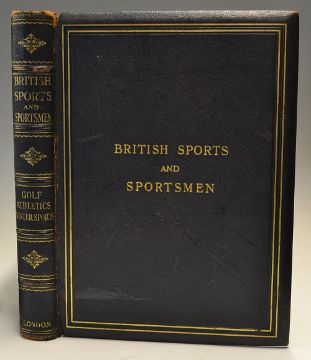 BRITISH
SPORTS
AND
SPORTSMEN
GOLF
ATHLETICS
WINTER SPORTS
LONDON
BRITISH SPORTS
AND
SPORTSMEN